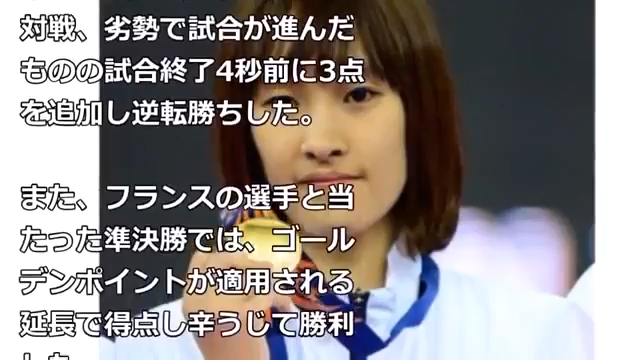 対戦、劣勢で試合が進んだ
ものの試合終了4秒前に3点
を追加し逆転勝ちした。
また、フランスの選手と当
たった準決勝では、ゴール
デンポイントが適用される
延長で得点し辛うじて勝利
した